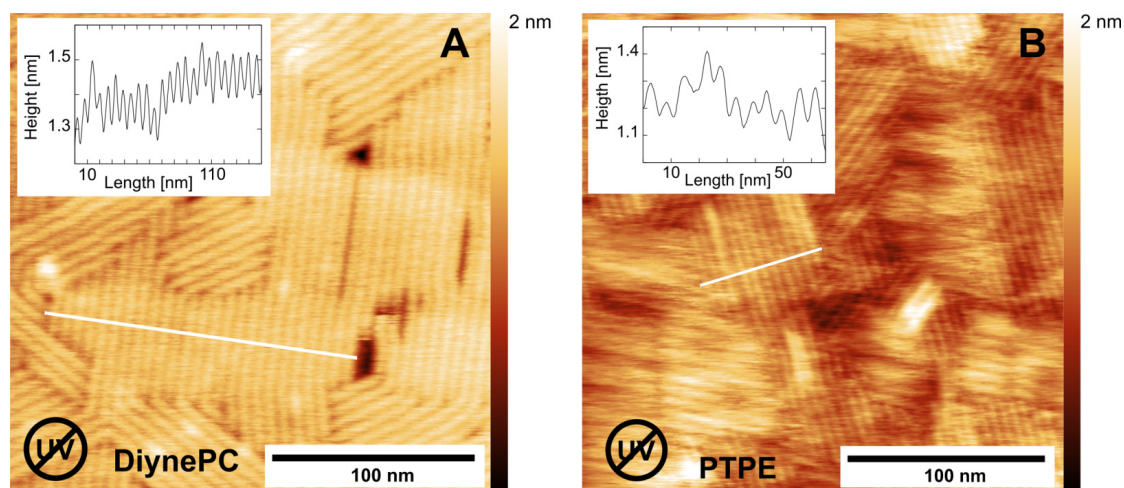 A
2 nm
Height [nm]
1.5
1.3
10
110
Length [nm]
UV
DiynePC
100 nm
B
2 nm
Heigth [nm]
1.4
1.1
10
50
Length [nm]
UV
PTPE
100 nm